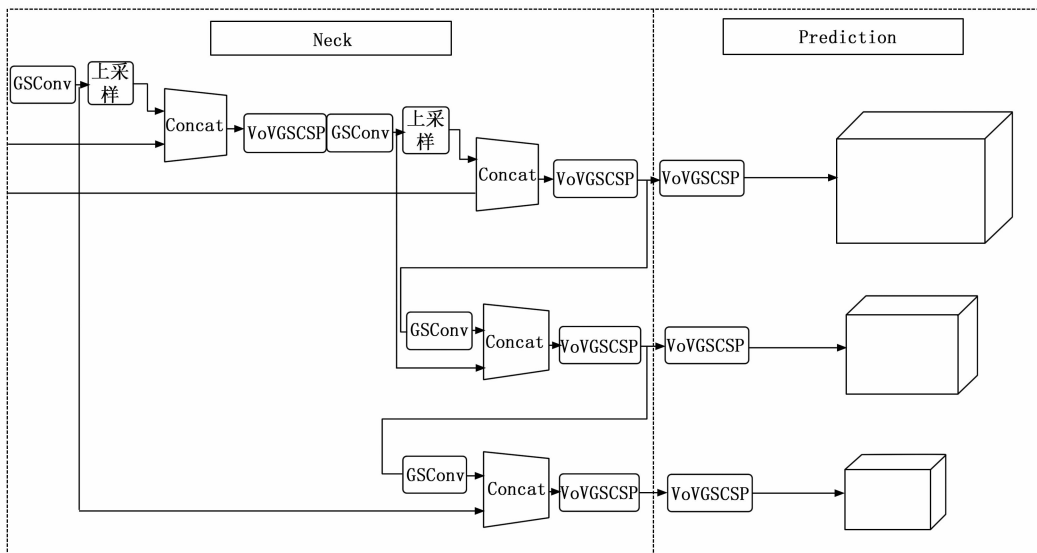 Neck
Prediction
GSConv
上采
样
Concat
VoVGSCSP
GSConv
上采
样
Concat
VoVGSCSP
VoVGSCSP
GSConv
Concat
VoVGSCSP
VoVGSCSP
GSConv
Concat
VoVGSCSP
VoVGSCSP